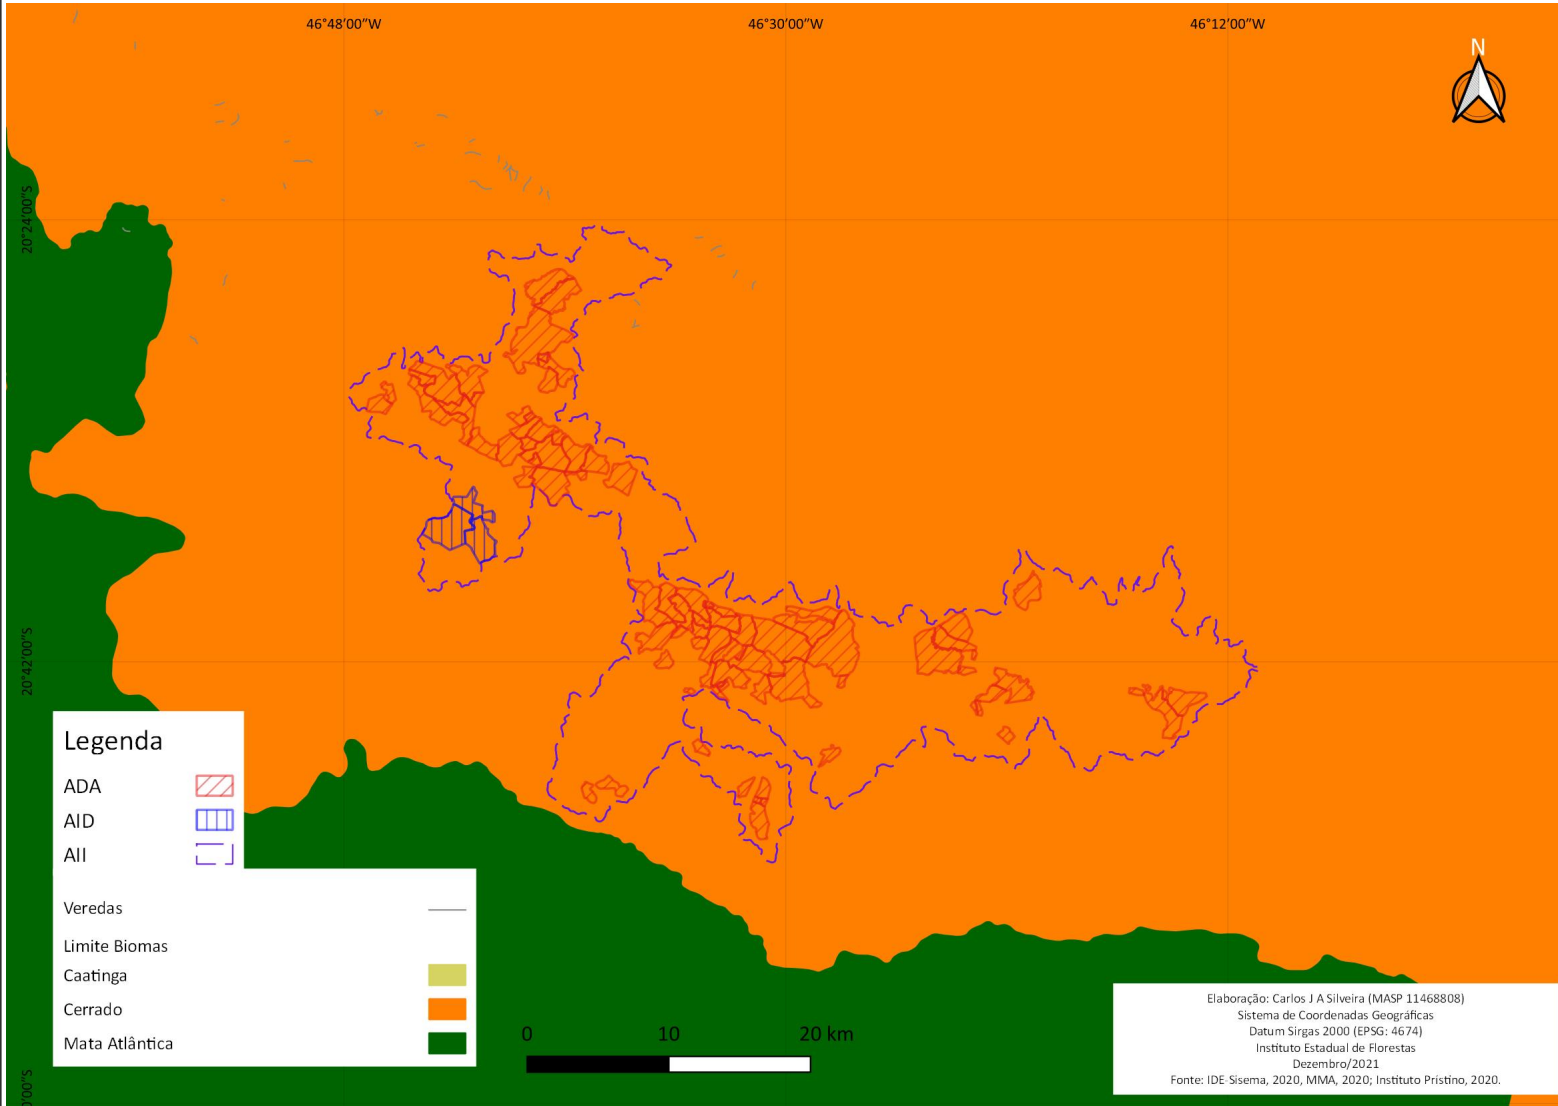 46°48'00"W
46°30'00"W
46°12'00"W
N
20°24'00"S
20°42'00"S
Legenda
ADA
AID
AII
Veredas
Limite Biomas
Caatinga
Cerrado
Mata Atlântica
0 10 20 km
Elaboração: Carlos J A Silveira (MASP 11468808)
Sistema de Coordenadas Geográficas
Datum Sirgas 2000 (EPSG: 4674)
Instituto Estadual de Florestas
Dezembro/2021
Fonte: IDE-Sisema, 2020, MMA, 2020; Instituto Prístino, 2020.
0'00"S